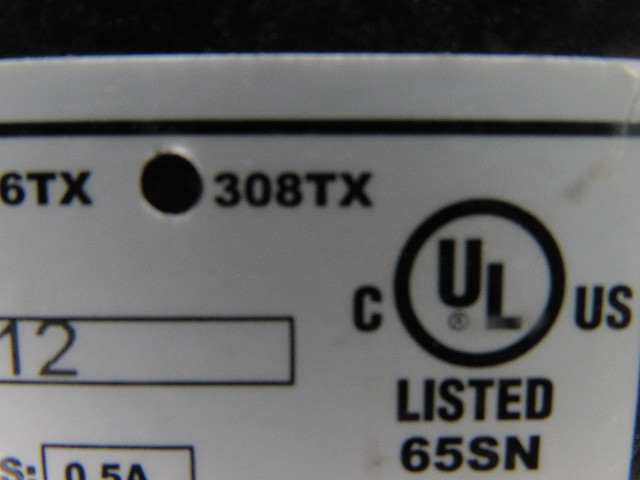 6TX 308TX
C UL ® US
12
LISTED
65SN
S: 0.5A